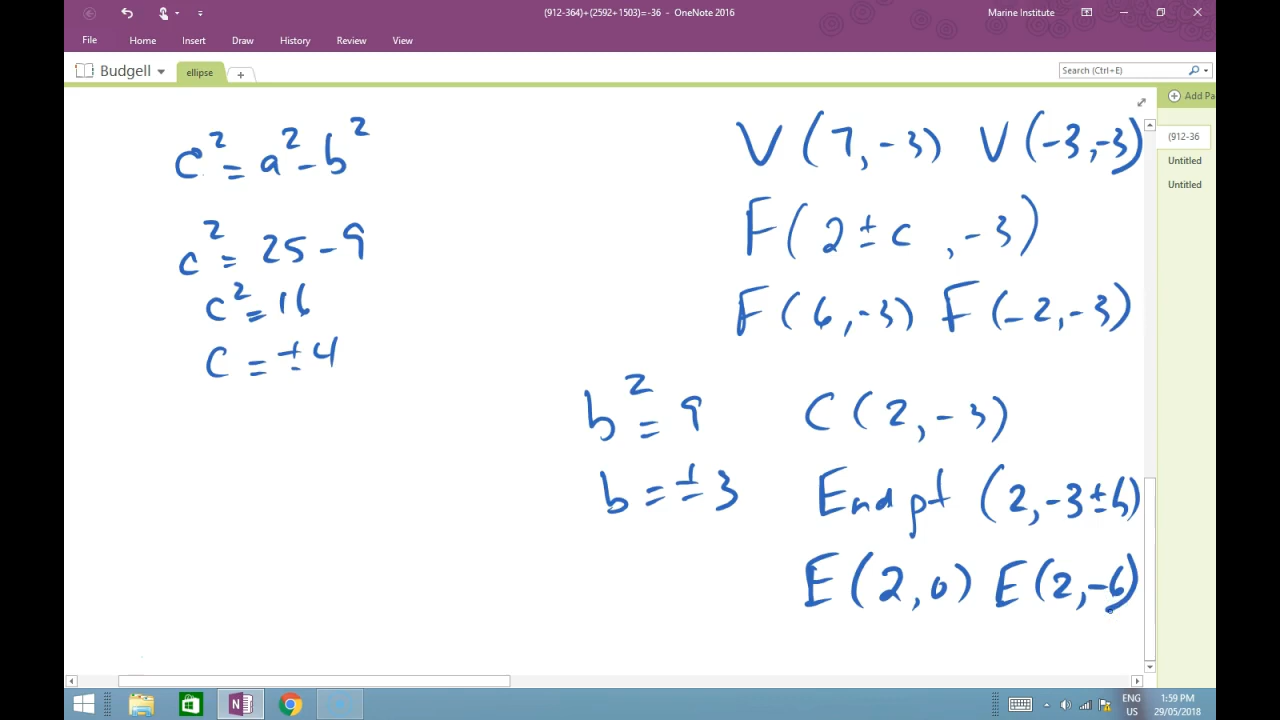 (912-364)+(2592+1503)=-36 - OneNote 2016
Marine Institute
File Home Insert Draw History Review View
Budgell ellipse
Search (Ctrl+E)
Add Pa
(912-36
Untitled
Untitled
c² = a² - b²
c² = 25 - 9
c² = 16
c = ± 4
V(7,-3) V(-3,-3)
F(2 ± c, -3)
F(6,-3) F(-2,-3)
b² = 9
b = ± 3
C(2,-3)
Endpt (2,-3±b)
E(2,0) E(2,-6)
ENG
US
1:59 PM
29/05/2018